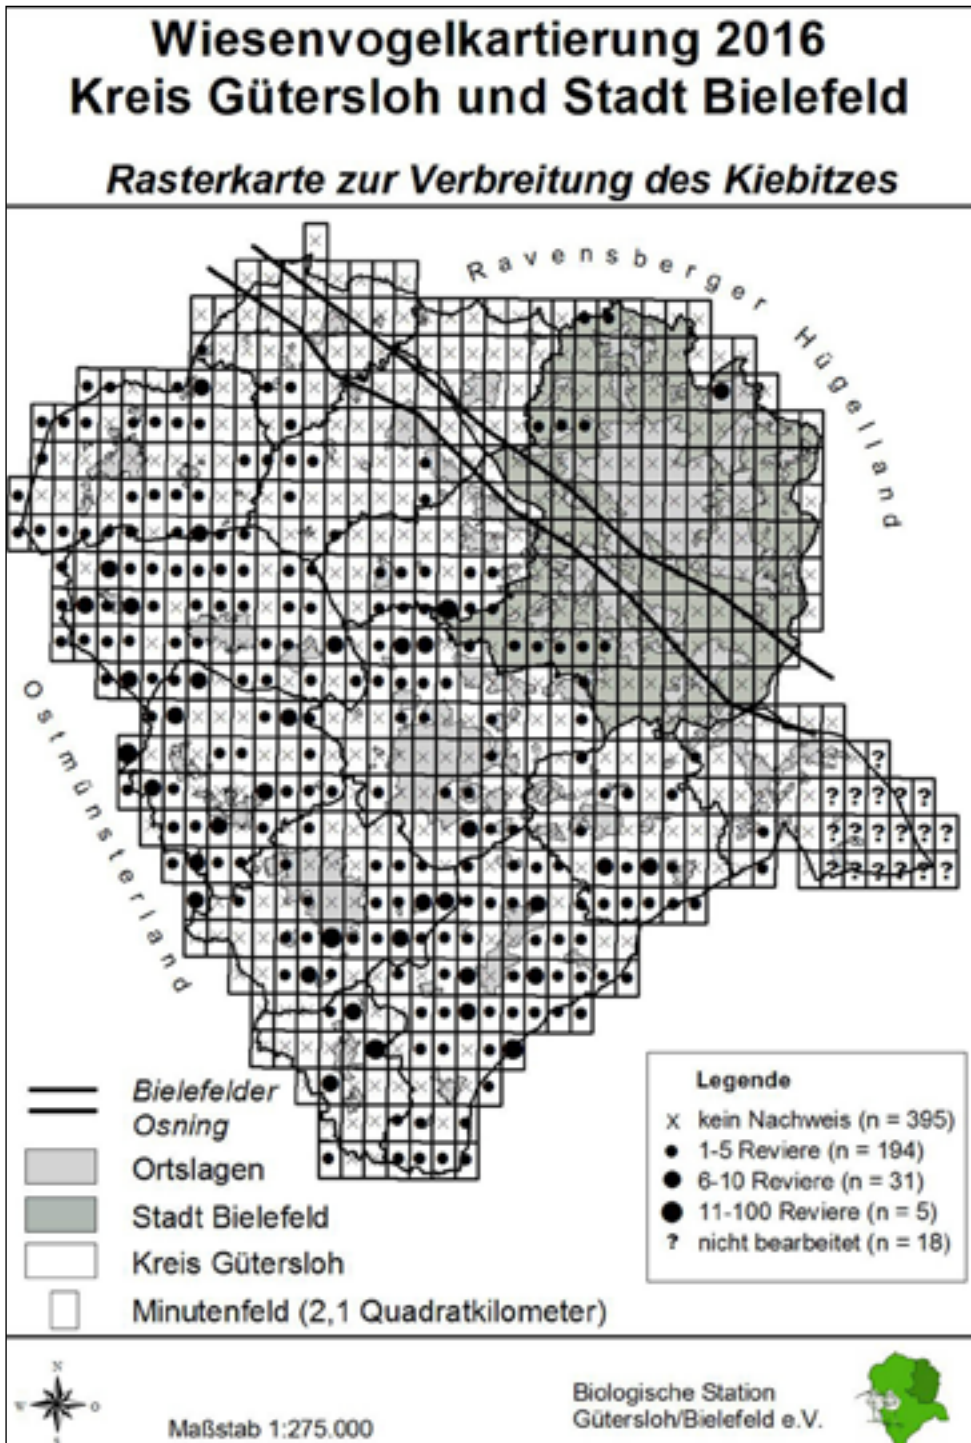 Wiesenvogelkartierung 2016
Kreis Gütersloh und Stadt Bielefeld
Rasterkarte zur Verbreitung des Kiebitzes
Ravensberger Hügelland
Ostmünsterland
Bielefelder
Osning
Ortslagen
Stadt Bielefeld
Kreis Gütersloh
Minutenfeld (2,1 Quadratkilometer)
Legende
x kein Nachweis (n = 395)
● 1-5 Reviere (n = 194)
● 6-10 Reviere (n = 31)
● 11-100 Reviere (n = 5)
? nicht bearbeitet (n = 18)
N
W O
S
Maßstab 1:275.000
Biologische Station
Gütersloh/Bielefeld e.V.